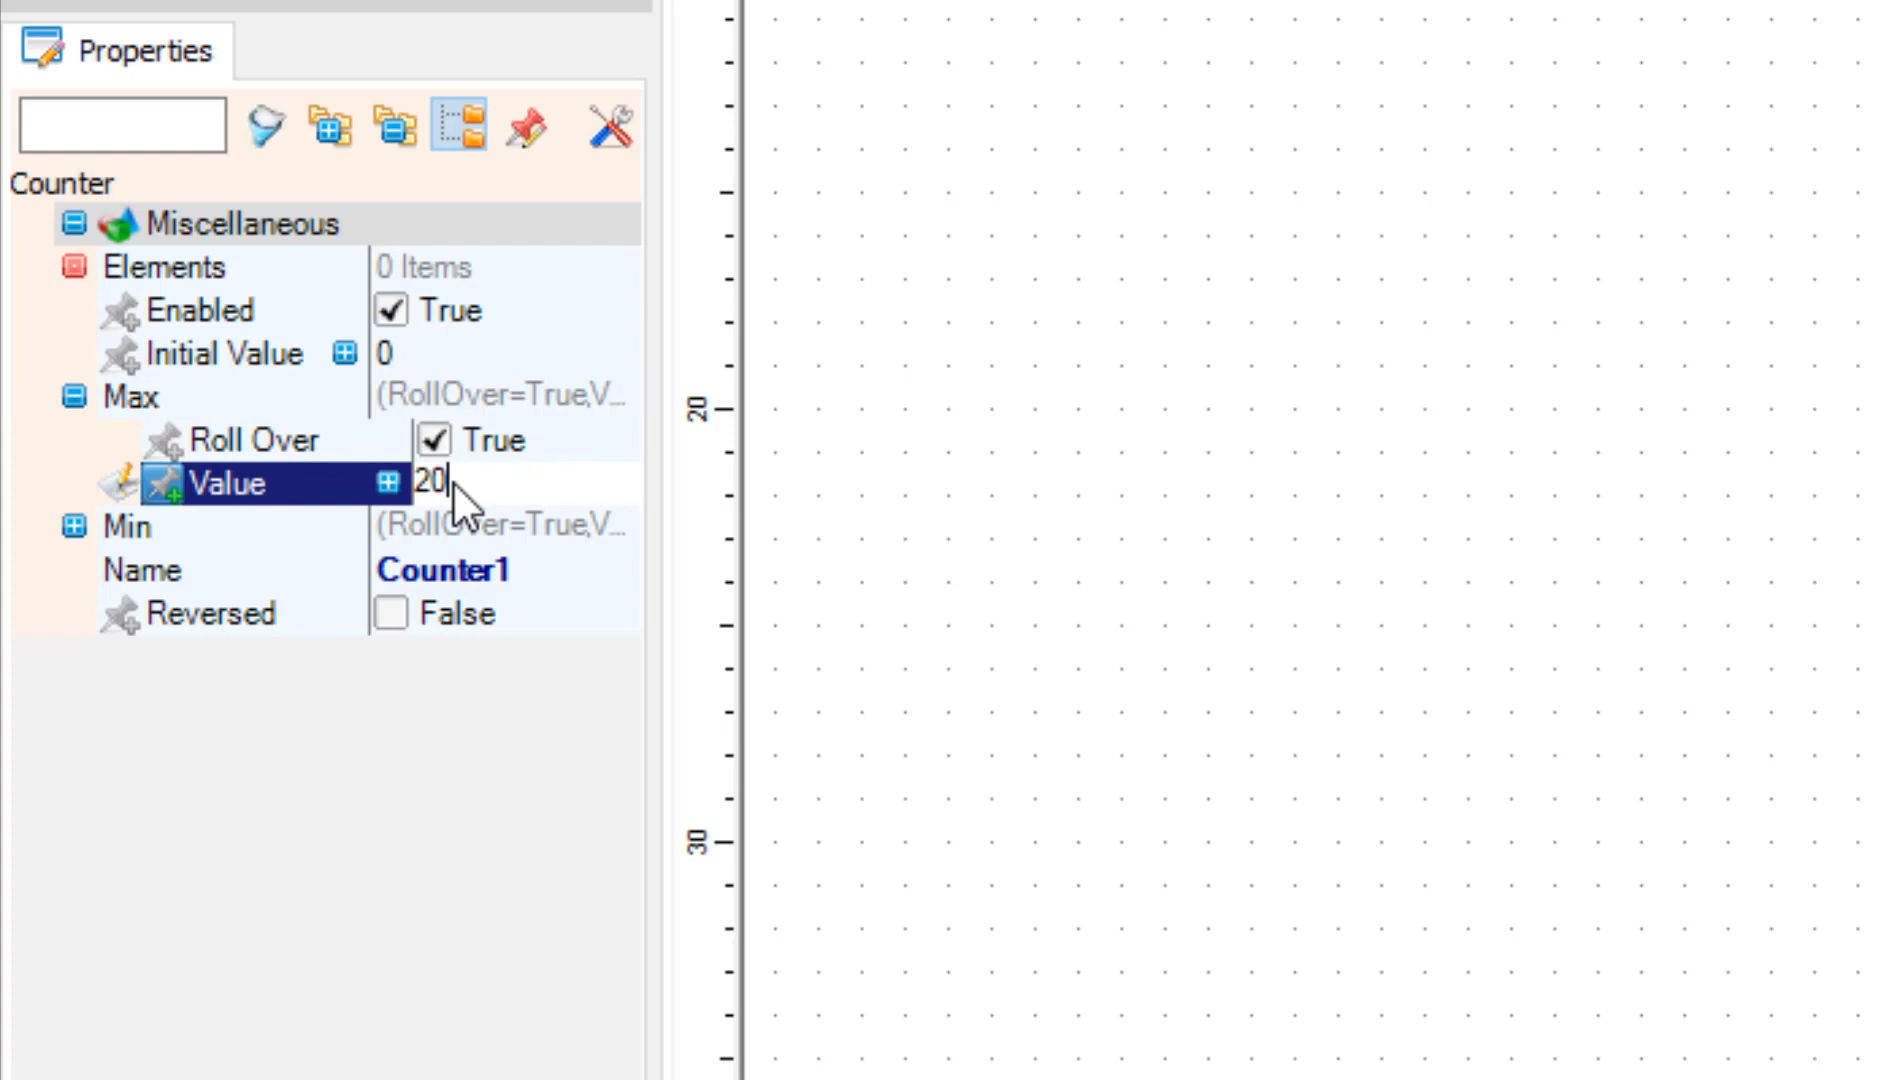 Properties
Counter
Miscellaneous
Elements 0 Items
Enabled True
Initial Value 0
Max (RollOver=True,V...
Roll Over True
Value 20
Min (RollOver=True,V...
Name Counter1
Reversed False
20
30